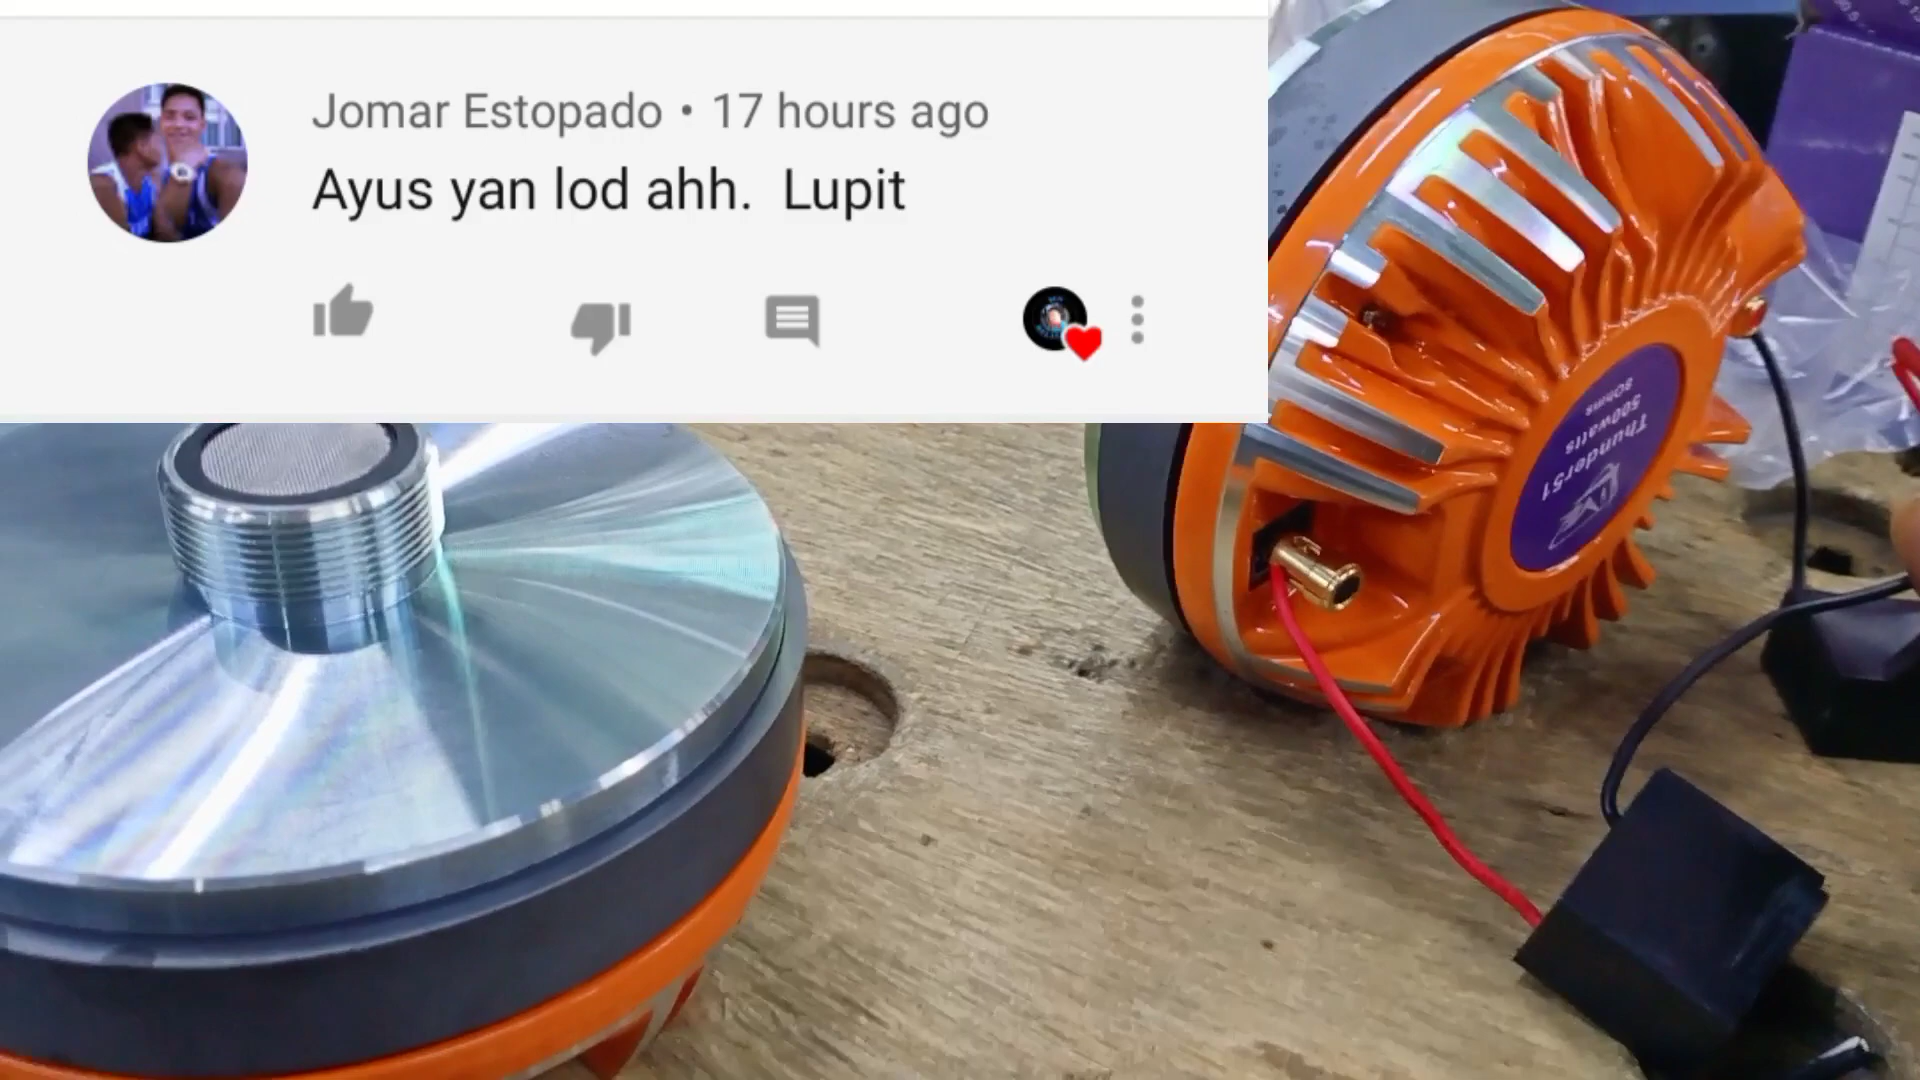 Jomar Estopado • 17 hours ago
Ayus yan lod ahh. Lupit
Thunder51
500watts
8Ohms